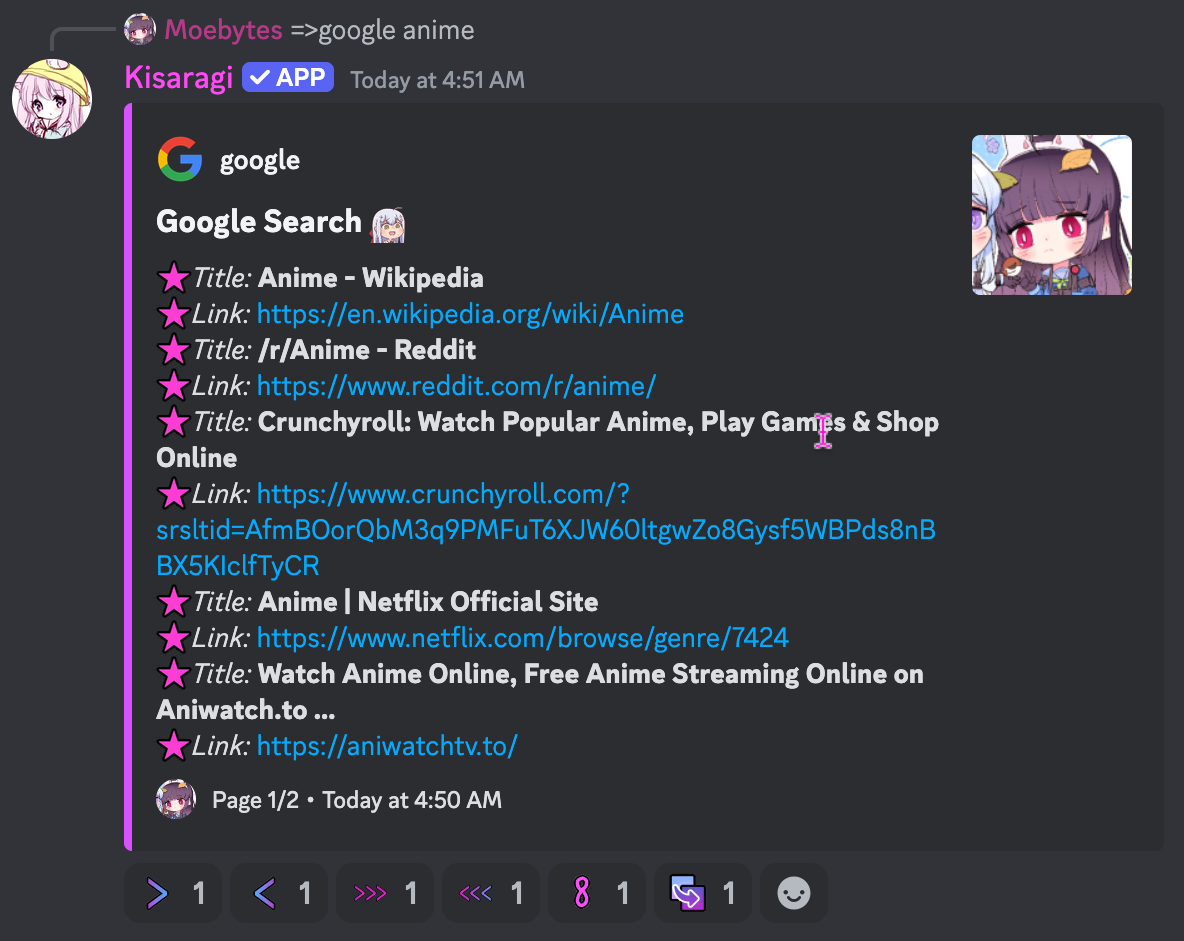 Moebytes =>google anime
Kisaragi ✓ APP Today at 4:51 AM
google
Google Search
Title: Anime - Wikipedia
Link: https://en.wikipedia.org/wiki/Anime
Title: /r/Anime - Reddit
Link: https://www.reddit.com/r/anime/
Title: Crunchyroll: Watch Popular Anime, Play Games & Shop
Online
Link: https://www.crunchyroll.com/?
srsltid=AfmBOorQbM3q9PMFuT6XJW60ltgwZo8Gysf5WBPds8nB
BX5KIclfTyCR
Title: Anime | Netflix Official Site
Link: https://www.netflix.com/browse/genre/7424
Title: Watch Anime Online, Free Anime Streaming Online on
Aniwatch.to ...
Link: https://aniwatchtv.to/
Page 1/2 • Today at 4:50 AM
> 1 < 1 >>> 1 <<< 1 8 1 1